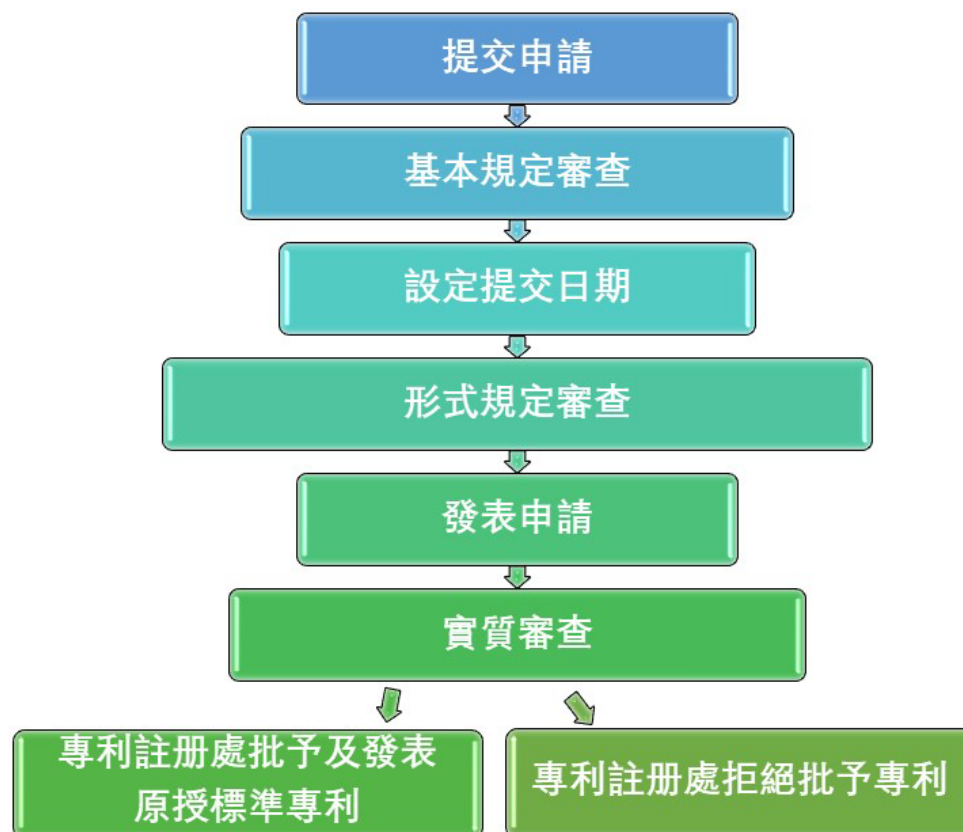 提交申請
基本規定審查
設定提交日期
形式規定審查
發表申請
實質審查
專利註册處批予及發表
原授標準專利
專利註册處拒絕批予專利